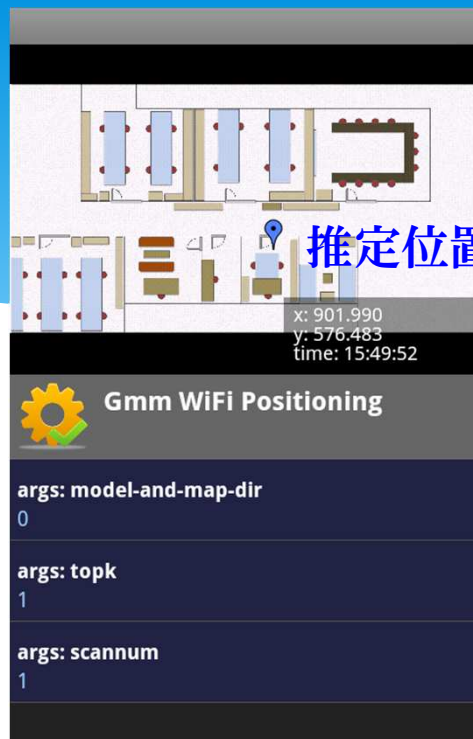 推定位置
x: 901.990
y: 576.483
time: 15:49:52
Gmm WiFi Positioning
args: model-and-map-dir
0
args: topk
1
args: scannum
1